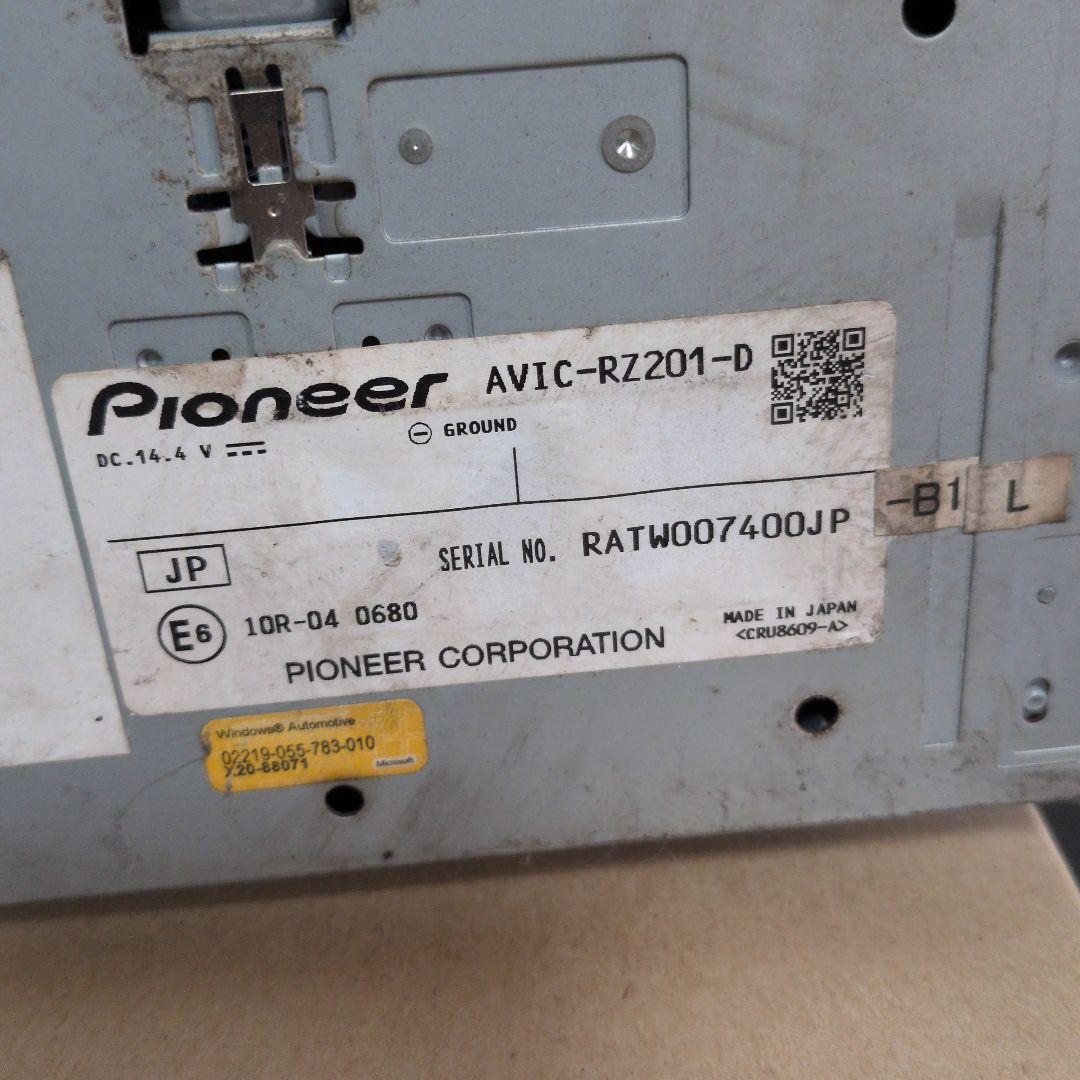 Pioneer AVIC-RZ201-D
DC.14.4 V ⎓ ⊖ GROUND
JP SERIAL NO. RATW007400JP
-B1 L
E6 10R-04 0680
MADE IN JAPAN
<CRU8609-A>
PIONEER CORPORATION
Windows® Automotive
02219-055-783-010
X20-88071
Microsoft